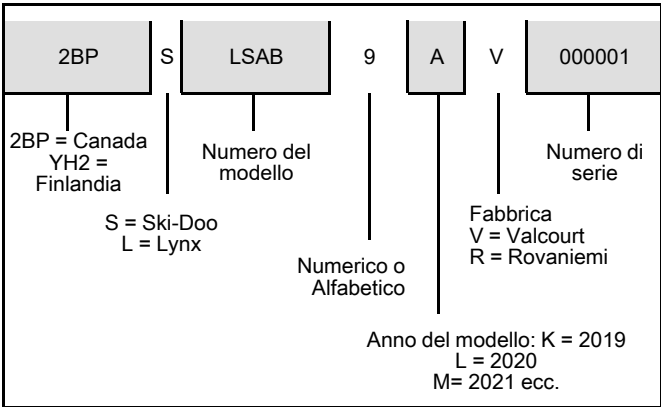 2BP S LSAB 9 A V 000001
2BP = Canada
YH2 =
Finlandia
Numero del
modello
Numero di
serie
S = Ski-Doo
L = Lynx
Fabbrica
V = Valcourt
R = Rovaniemi
Numerico o
Alfabetico
Anno del modello: K = 2019
L = 2020
M= 2021 ecc.